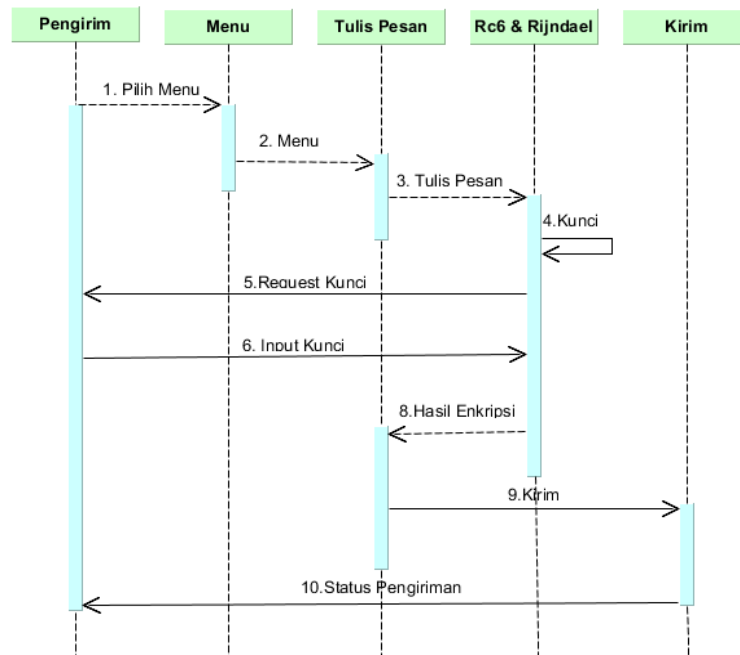 Pengirim
Menu
Tulis Pesan
Rc6 & Rijndael
Kirim
1. Pilih Menu
2. Menu
3. Tulis Pesan
4.Kunci
5.Request Kunci
6. Input Kunci
8.Hasil Enkripsi
9.Kirim
10.Status Pengiriman